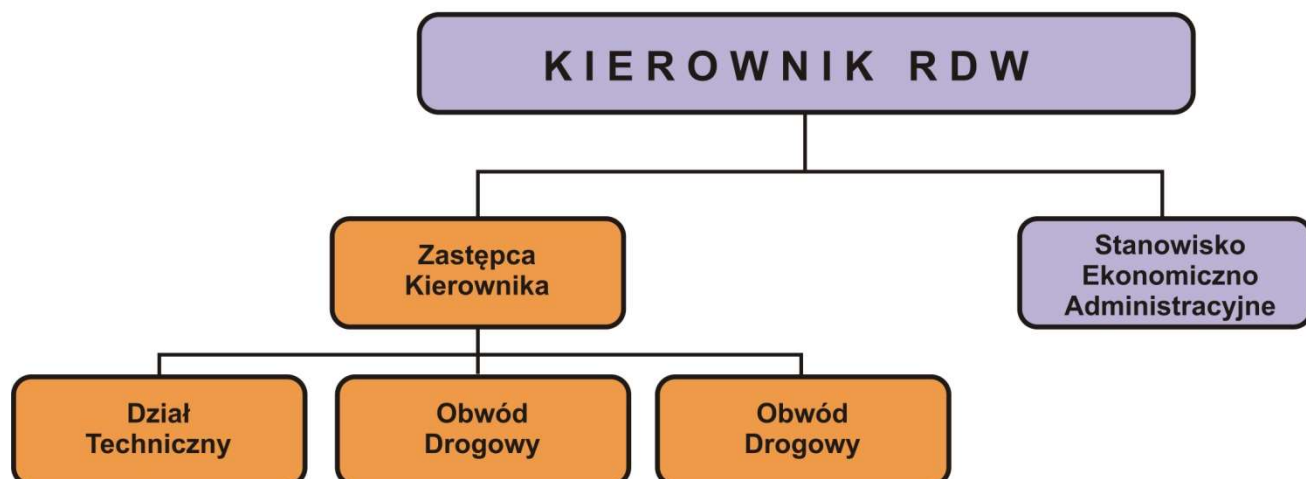 KIEROWNIK RDW
Zastępca
Kierownika
Stanowisko
Ekonomiczno
Administracyjne
Dział
Techniczny
Obwód
Drogowy
Obwód
Drogowy